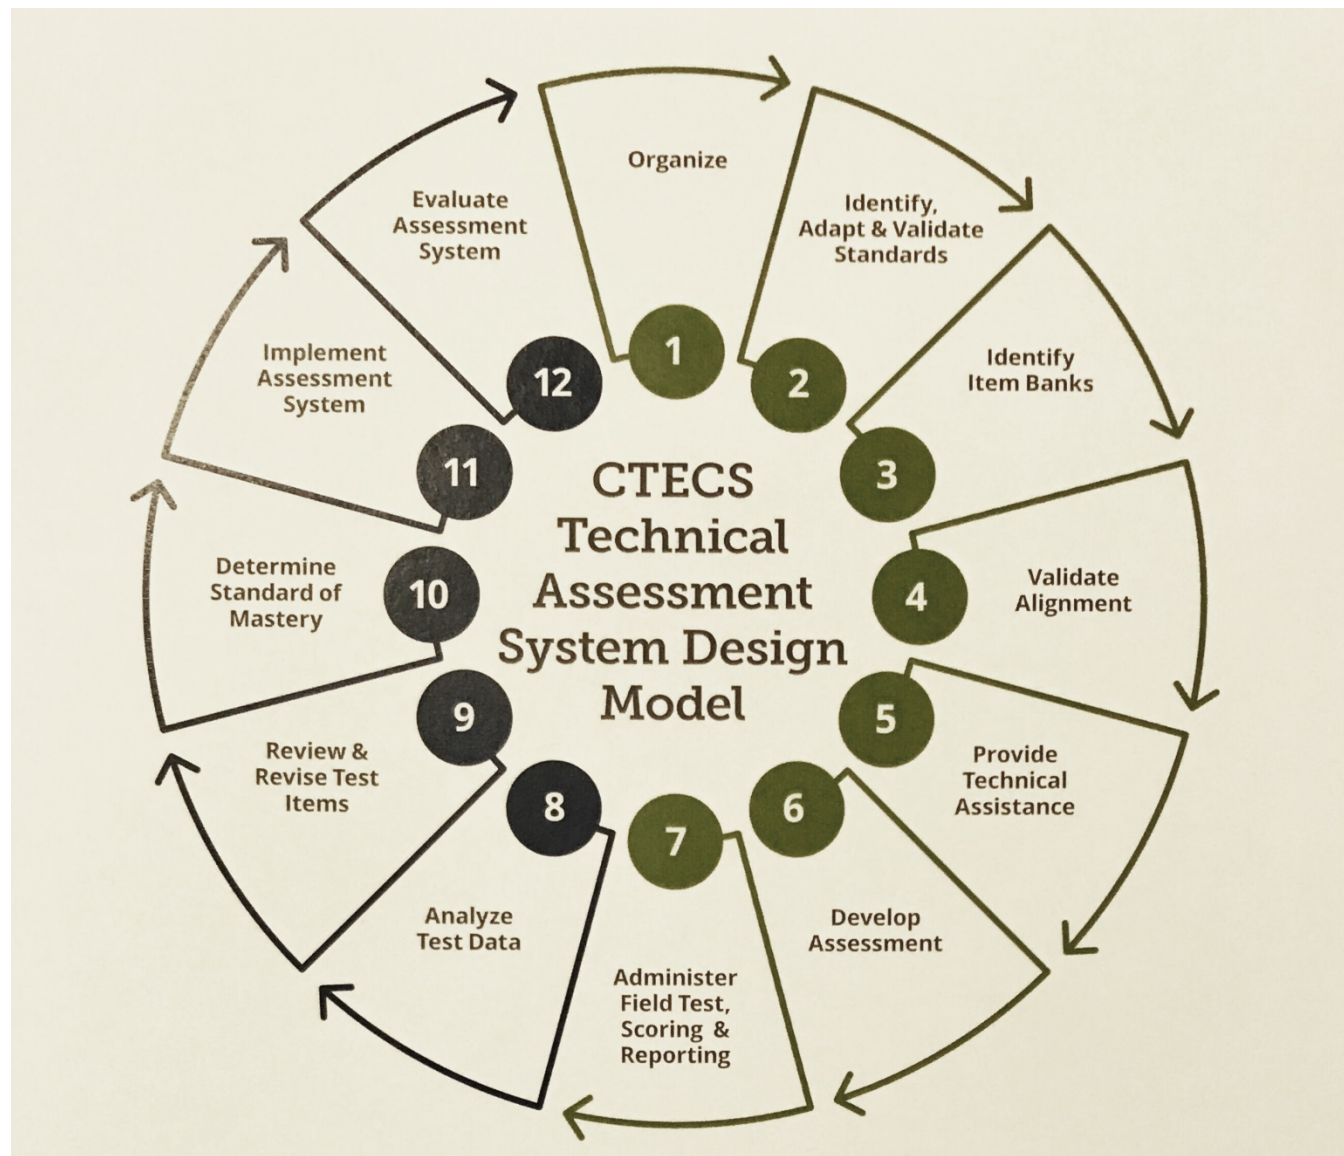 CTECS
Technical
Assessment
System Design
Model
1
Organize
2
Identify,
Adapt & Validate
Standards
3
Identify
Item Banks
4
Validate
Alignment
5
Provide
Technical
Assistance
6
Develop
Assessment
7
Administer
Field Test,
Scoring &
Reporting
8
Analyze
Test Data
9
Review &
Revise Test
Items
10
Determine
Standard of
Mastery
11
Implement
Assessment
System
12
Evaluate
Assessment
System